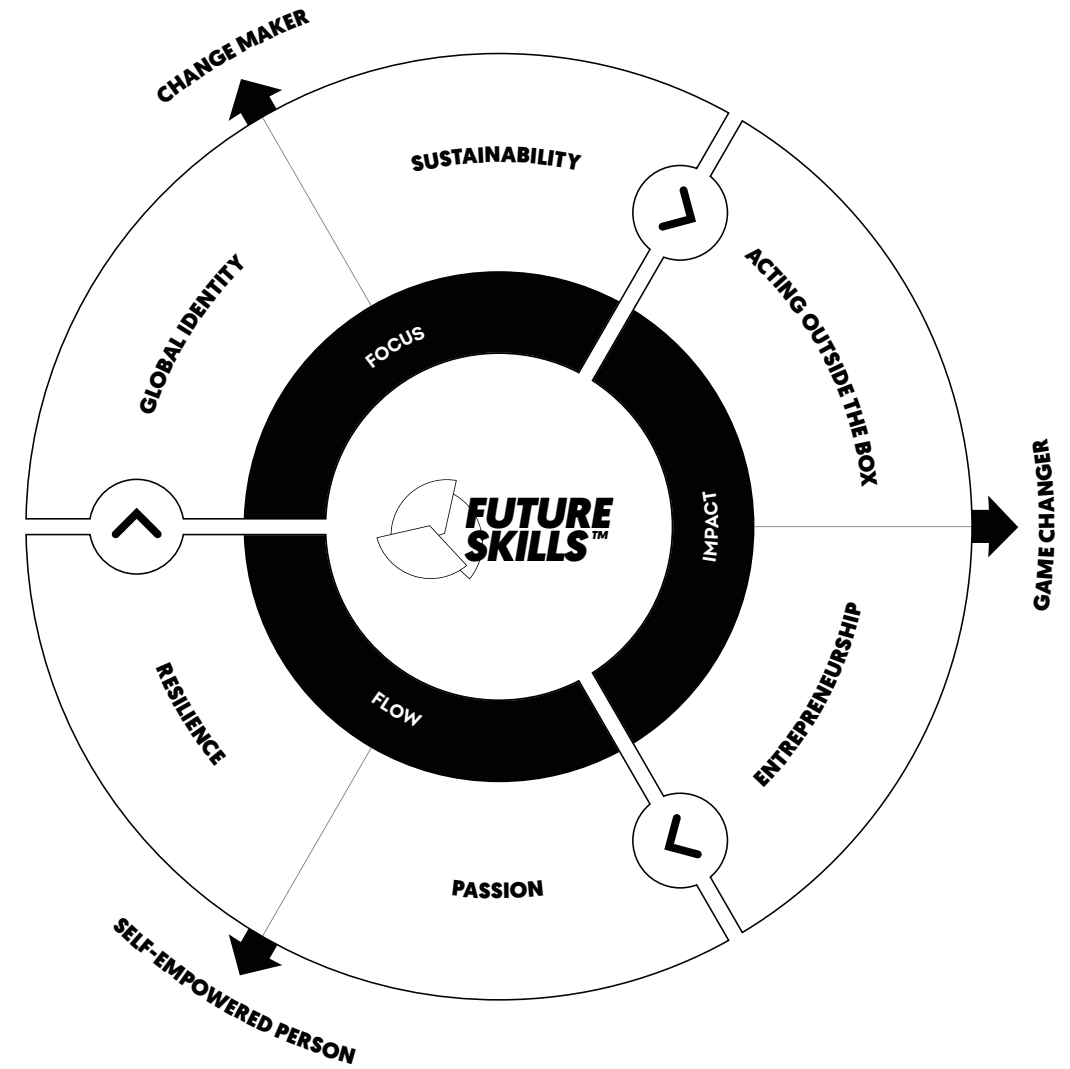 CHANGE MAKER
SUSTAINABILITY
GLOBAL IDENTITY
FOCUS
ACTING OUTSIDE THE BOX
IMPACT
GAME CHANGER
FUTURE
SKILLS™
ENTREPRENEURSHIP
RESILIENCE
FLOW
PASSION
SELF-EMPOWERED PERSON